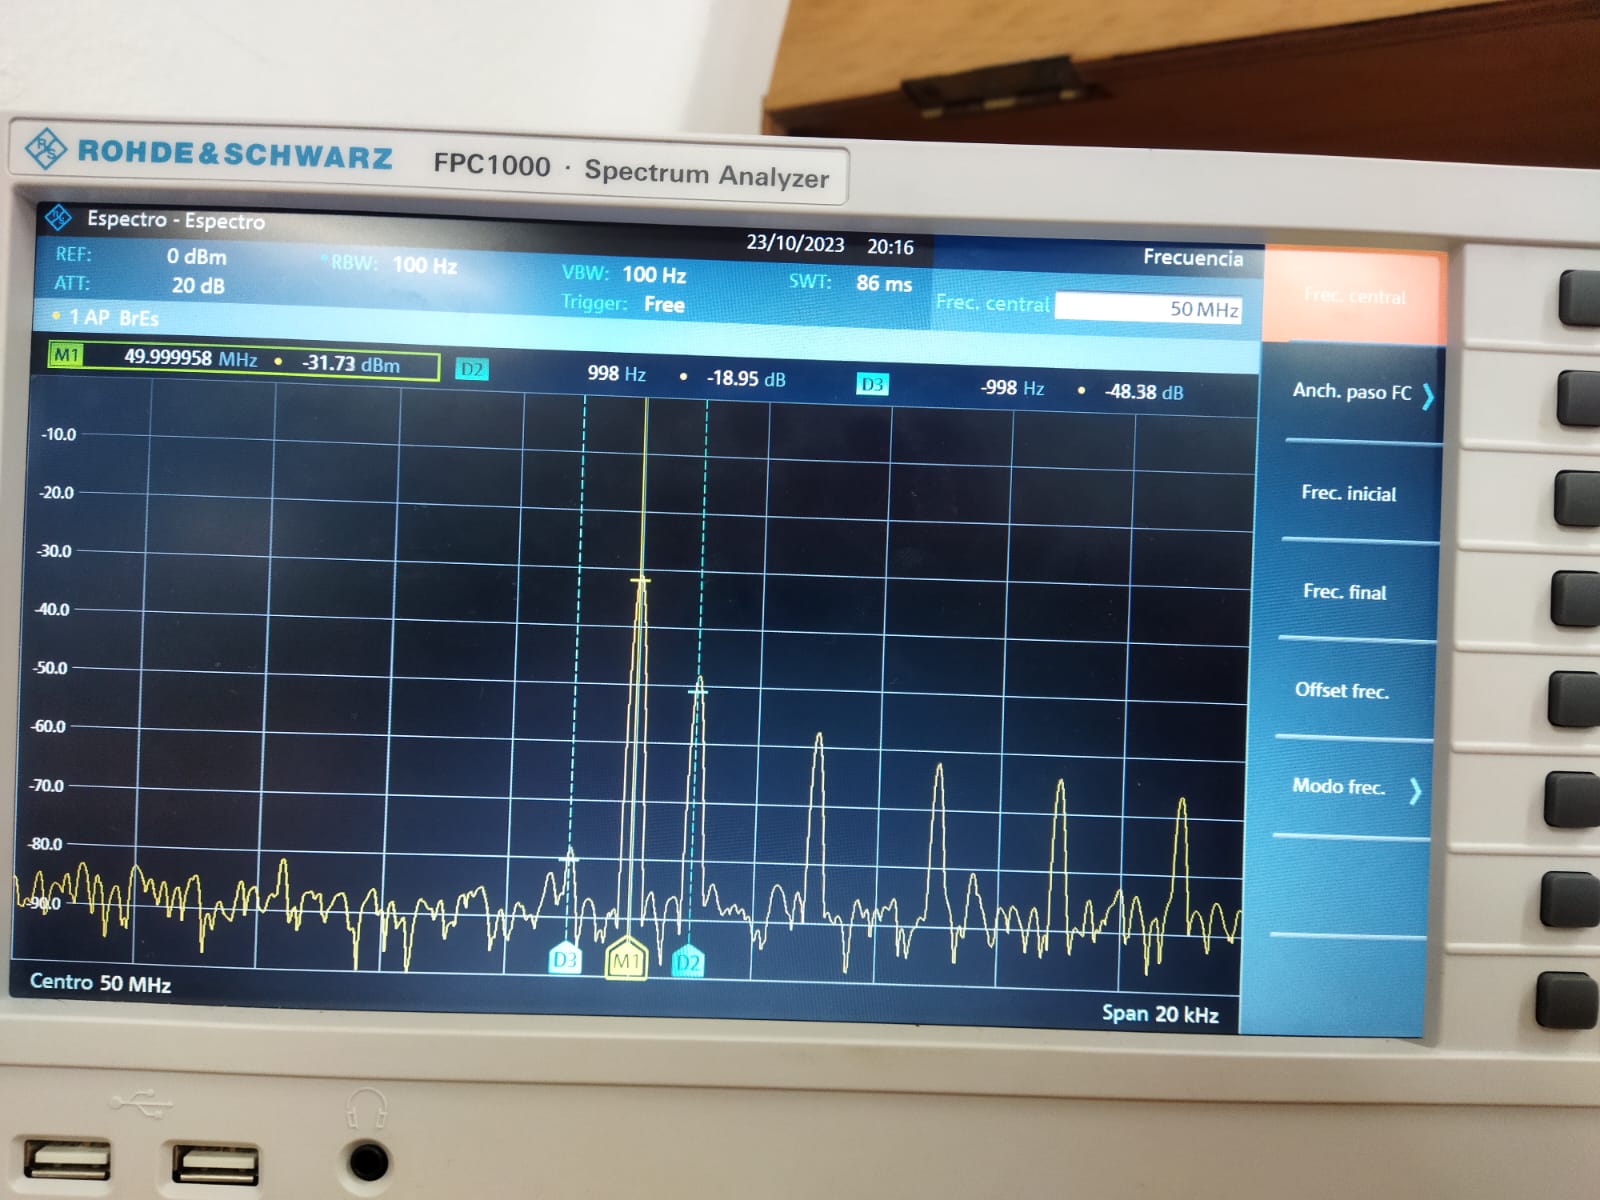 ROHDE&SCHWARZ FPC1000 · Spectrum Analyzer
Espectro - Espectro
23/10/2023 20:16 Frecuencia
REF: 0 dBm RBW: 100 Hz VBW: 100 Hz SWT: 86 ms
ATT: 20 dB Trigger: Free
Frec. central 50 MHz
1 AP BrEs
M1 49.999958 MHz • -31.73 dBm D2 998 Hz • -18.95 dB D3 -998 Hz • -48.38 dB
-10.0
-20.0
-30.0
-40.0
-50.0
-60.0
-70.0
-80.0
-90.0
D3 M1 D2
Centro 50 MHz Span 20 kHz
Frec. central
Anch. paso FC
Frec. inicial
Frec. final
Offset frec.
Modo frec.